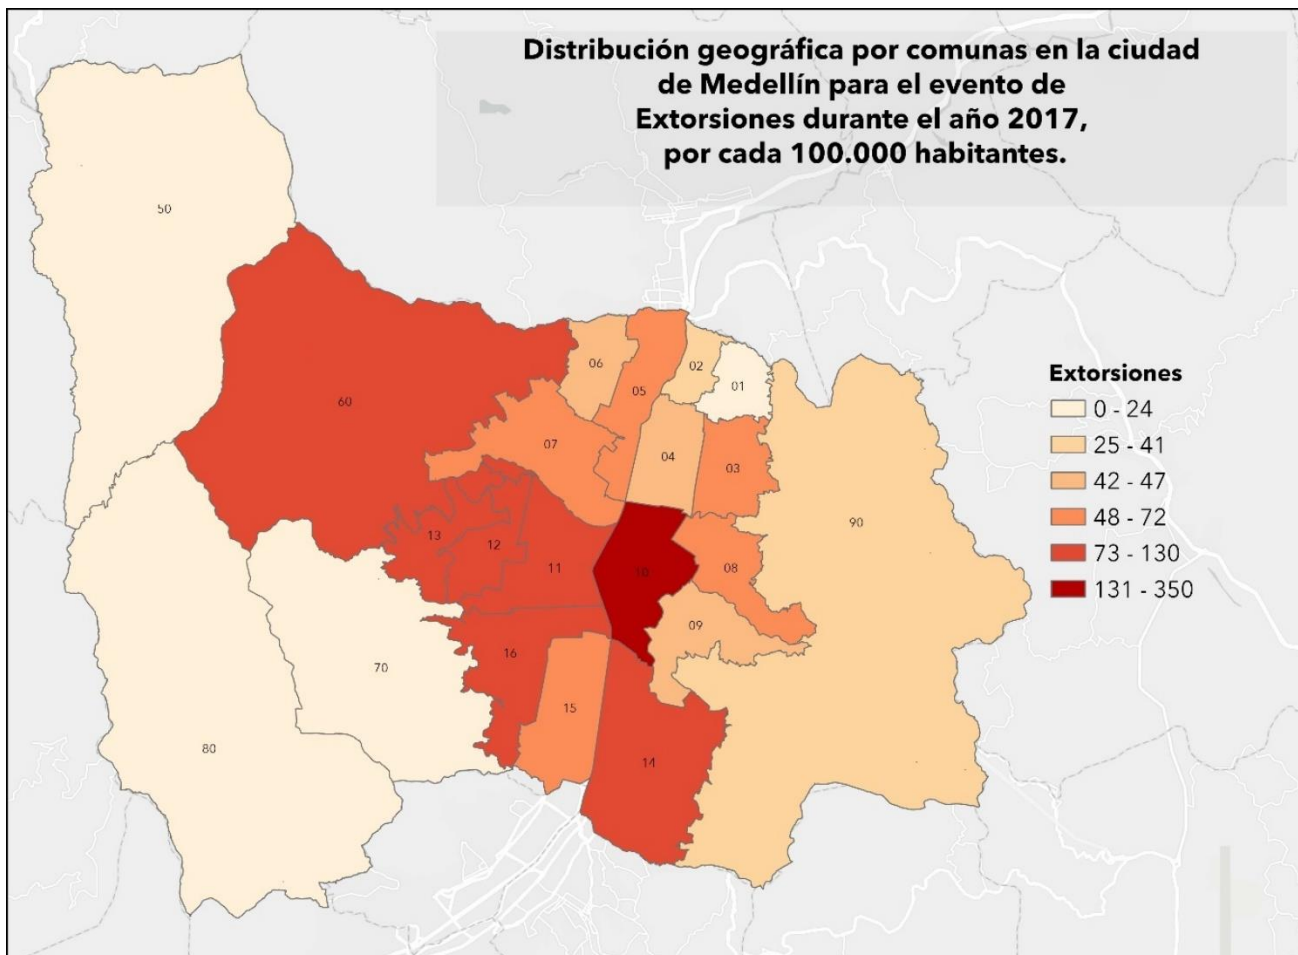 Distribución geográfica por comunas en la ciudad
de Medellín para el evento de
Extorsiones durante el año 2017,
por cada 100.000 habitantes.
50
60
06
05
02
01
07
04
03
90
13
12
11
10
08
09
70
16
15
80
14
Extorsiones
0 - 24
25 - 41
42 - 47
48 - 72
73 - 130
131 - 350